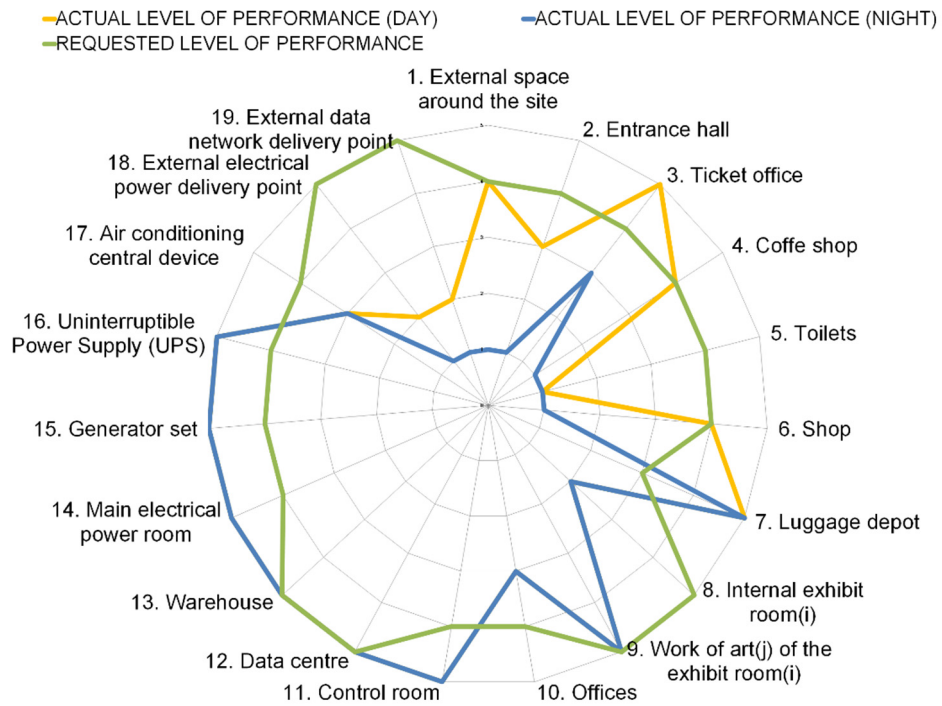 ACTUAL LEVEL OF PERFORMANCE (DAY)
ACTUAL LEVEL OF PERFORMANCE (NIGHT)
REQUESTED LEVEL OF PERFORMANCE
1. External space
around the site
2. Entrance hall
3. Ticket office
4. Coffe shop
5. Toilets
6. Shop
7. Luggage depot
8. Internal exhibit
room(i)
9. Work of art(j) of the
exhibit room(i)
10. Offices
11. Control room
12. Data centre
13. Warehouse
14. Main electrical
power room
15. Generator set
16. Uninterruptible
Power Supply (UPS)
17. Air conditioning
central device
18. External electrical
power delivery point
19. External data
network delivery point
3
2
1